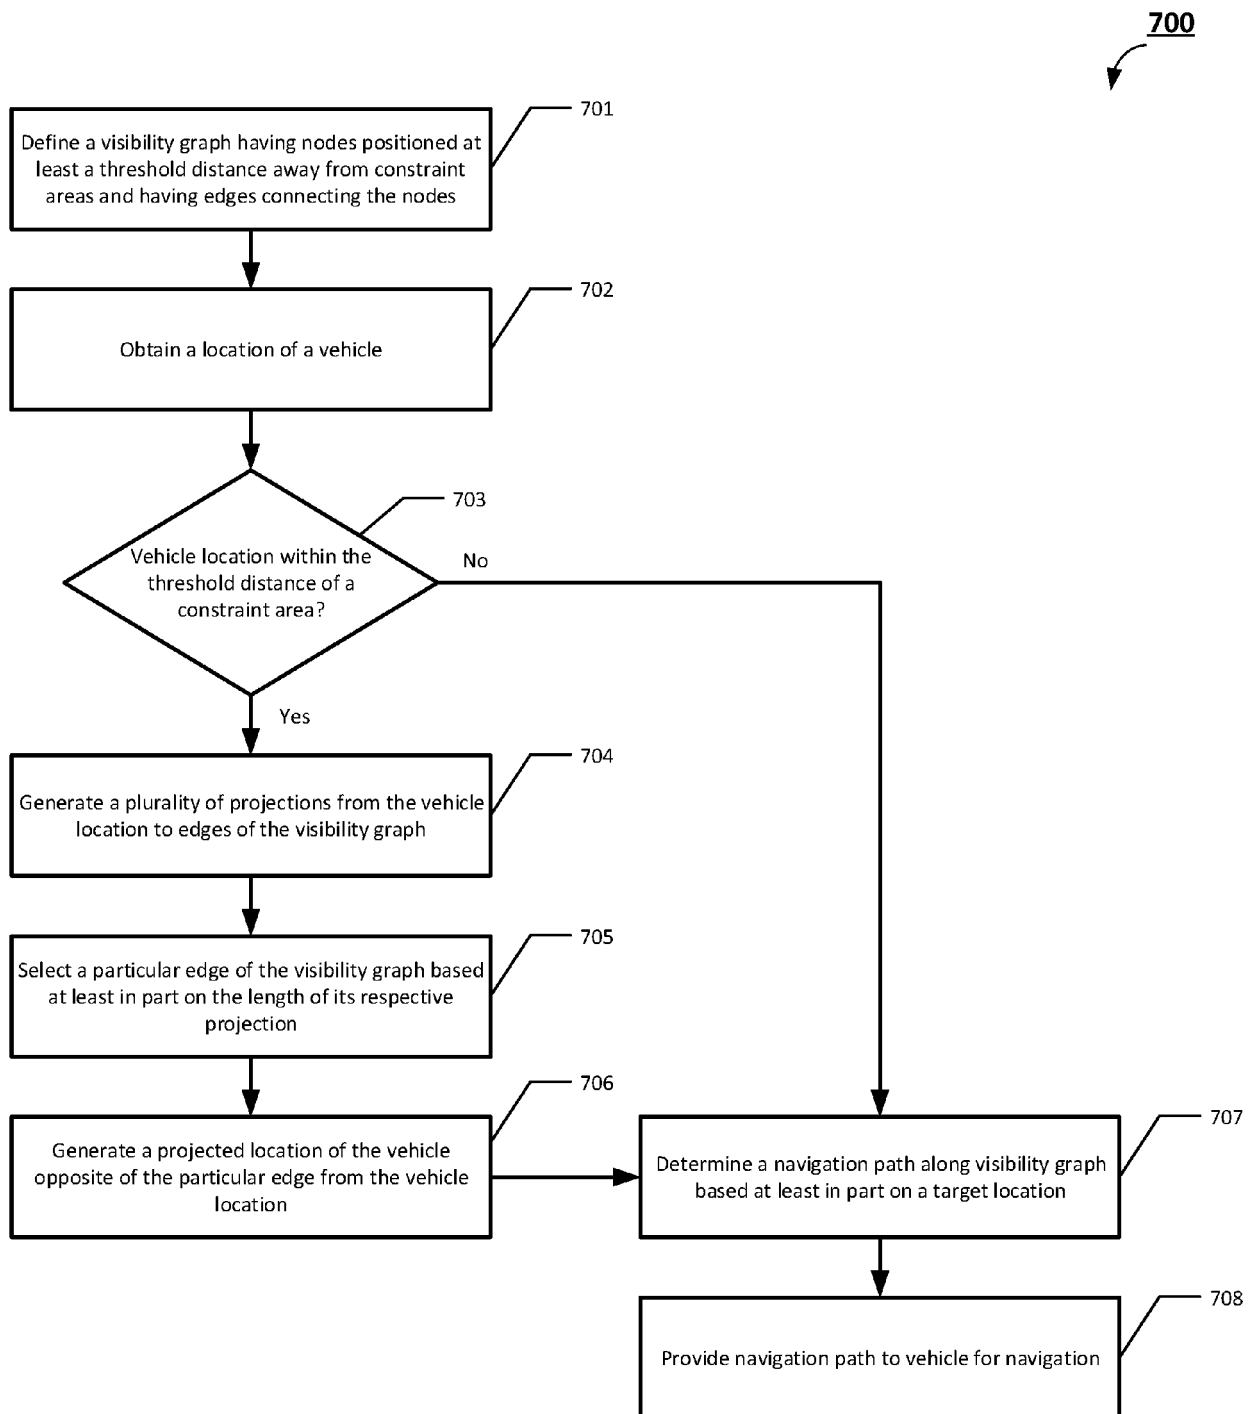 700
701
Define a visibility graph having nodes positioned at
least a threshold distance away from constraint
areas and having edges connecting the nodes
702
Obtain a location of a vehicle
703
Vehicle location within the
threshold distance of a
constraint area?
No
Yes
704
Generate a plurality of projections from the vehicle
location to edges of the visibility graph
705
Select a particular edge of the visibility graph based
at least in part on the length of its respective
projection
706
Generate a projected location of the vehicle
opposite of the particular edge from the vehicle
location
707
Determine a navigation path along visibility graph
based at least in part on a target location
708
Provide navigation path to vehicle for navigation